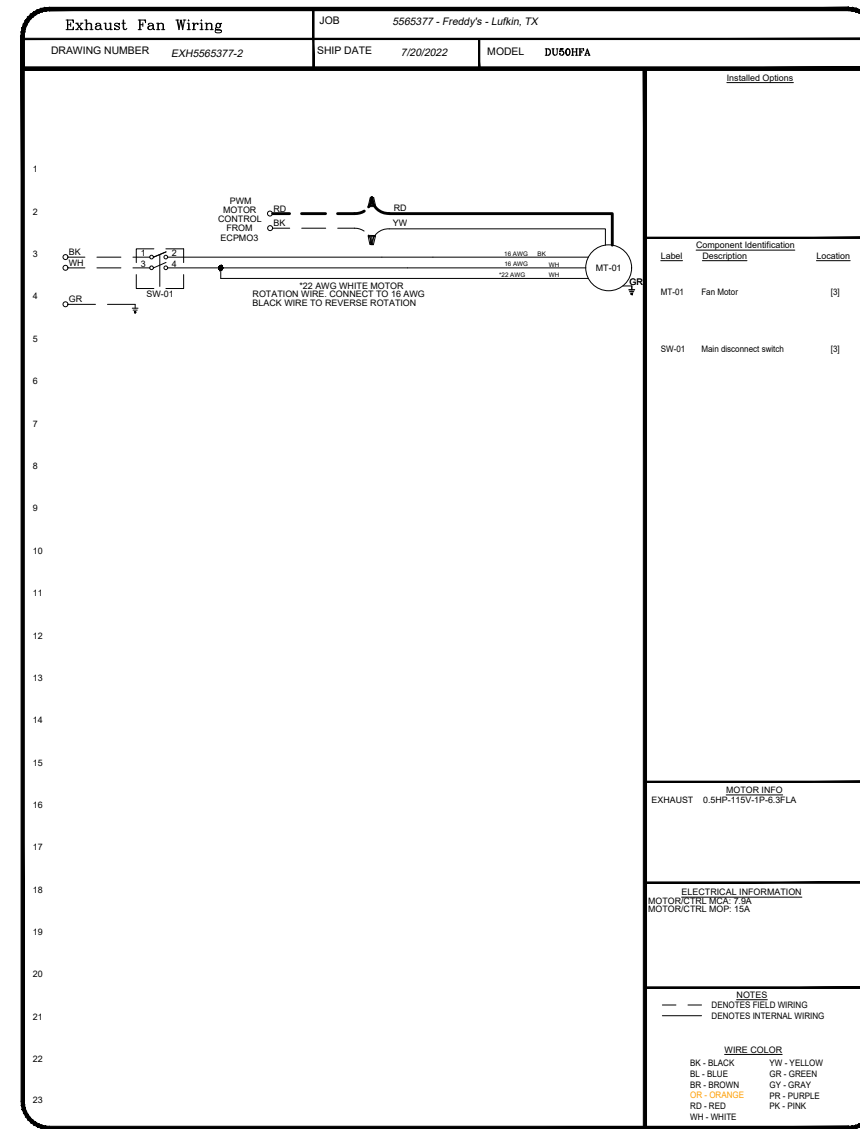 Exhaust Fan Wiring
JOB 5565377 - Freddy's - Lufkin, TX
DRAWING NUMBER EXH5565377-2
SHIP DATE 7/20/2022
MODEL DU50HFA
Installed Options
Component Identification
Label Description Location
MT-01 Fan Motor [3]
SW-01 Main disconnect switch [3]
1
2
3
4
5
6
7
8
9
10
11
12
13
14
15
16
17
18
19
20
21
22
23
PWM
MOTOR
CONTROL
FROM
ECPMO3
RD
BK
RD
YW
BK
WH
1 2
3 4
SW-01
GR
16 AWG BK
16 AWG WH
*22 AWG WH
MT-01
GR
*22 AWG WHITE MOTOR
ROTATION WIRE. CONNECT TO 16 AWG
BLACK WIRE TO REVERSE ROTATION
MOTOR INFO
EXHAUST 0.5HP-115V-1P-6.3FLA
ELECTRICAL INFORMATION
MOTOR/CTRL MCA: 7.9A
MOTOR/CTRL MOP: 15A
NOTES
DENOTES FIELD WIRING
DENOTES INTERNAL WIRING
WIRE COLOR
BK - BLACK YW - YELLOW
BL - BLUE GR - GREEN
BR - BROWN GY - GRAY
OR - ORANGE PR - PURPLE
RD - RED PK - PINK
WH - WHITE